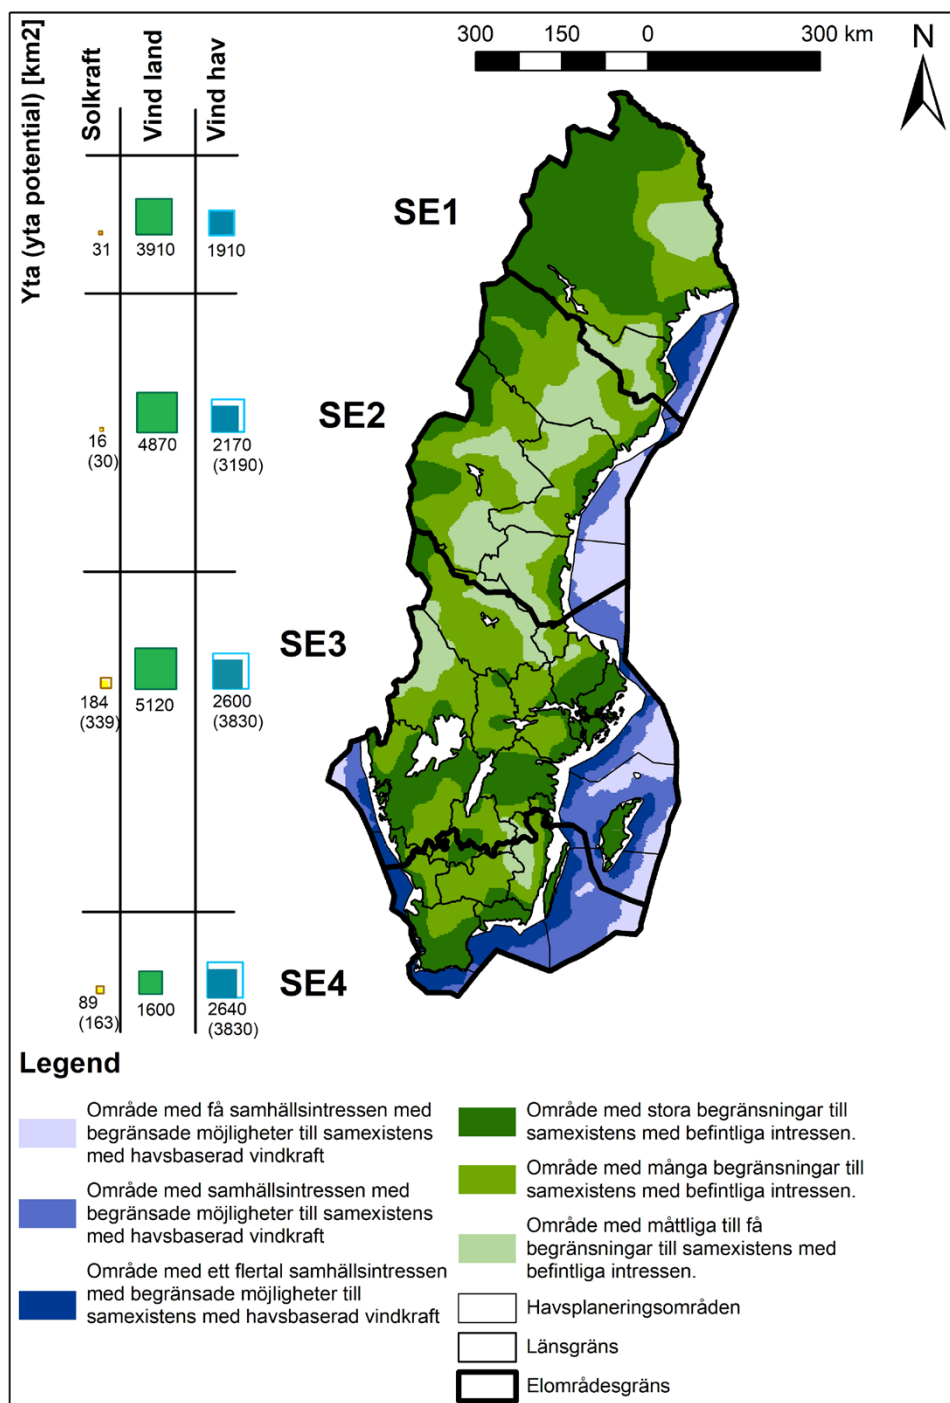 300 150 0 300 km
N
Yta (yta potential) [km2]
Solkraft
Vind land
Vind hav
SE1
31
3910
1910
SE2
16
(30)
4870
2170
(3190)
SE3
184
(339)
5120
2600
(3830)
SE4
89
(163)
1600
2640
(3830)
Legend
Område med få samhällsintressen med
begränsade möjligheter till samexistens
med havsbaserad vindkraft
Område med samhällsintressen med
begränsade möjligheter till samexistens
med havsbaserad vindkraft
Område med ett flertal samhällsintressen
med begränsade möjligheter till
samexistens med havsbaserad vindkraft
Område med stora begränsningar till
samexistens med befintliga intressen.
Område med många begränsningar till
samexistens med befintliga intressen.
Område med måttliga till få
begränsningar till samexistens med
befintliga intressen.
Havsplaneringsområden
Länsgräns
Elområdesgräns